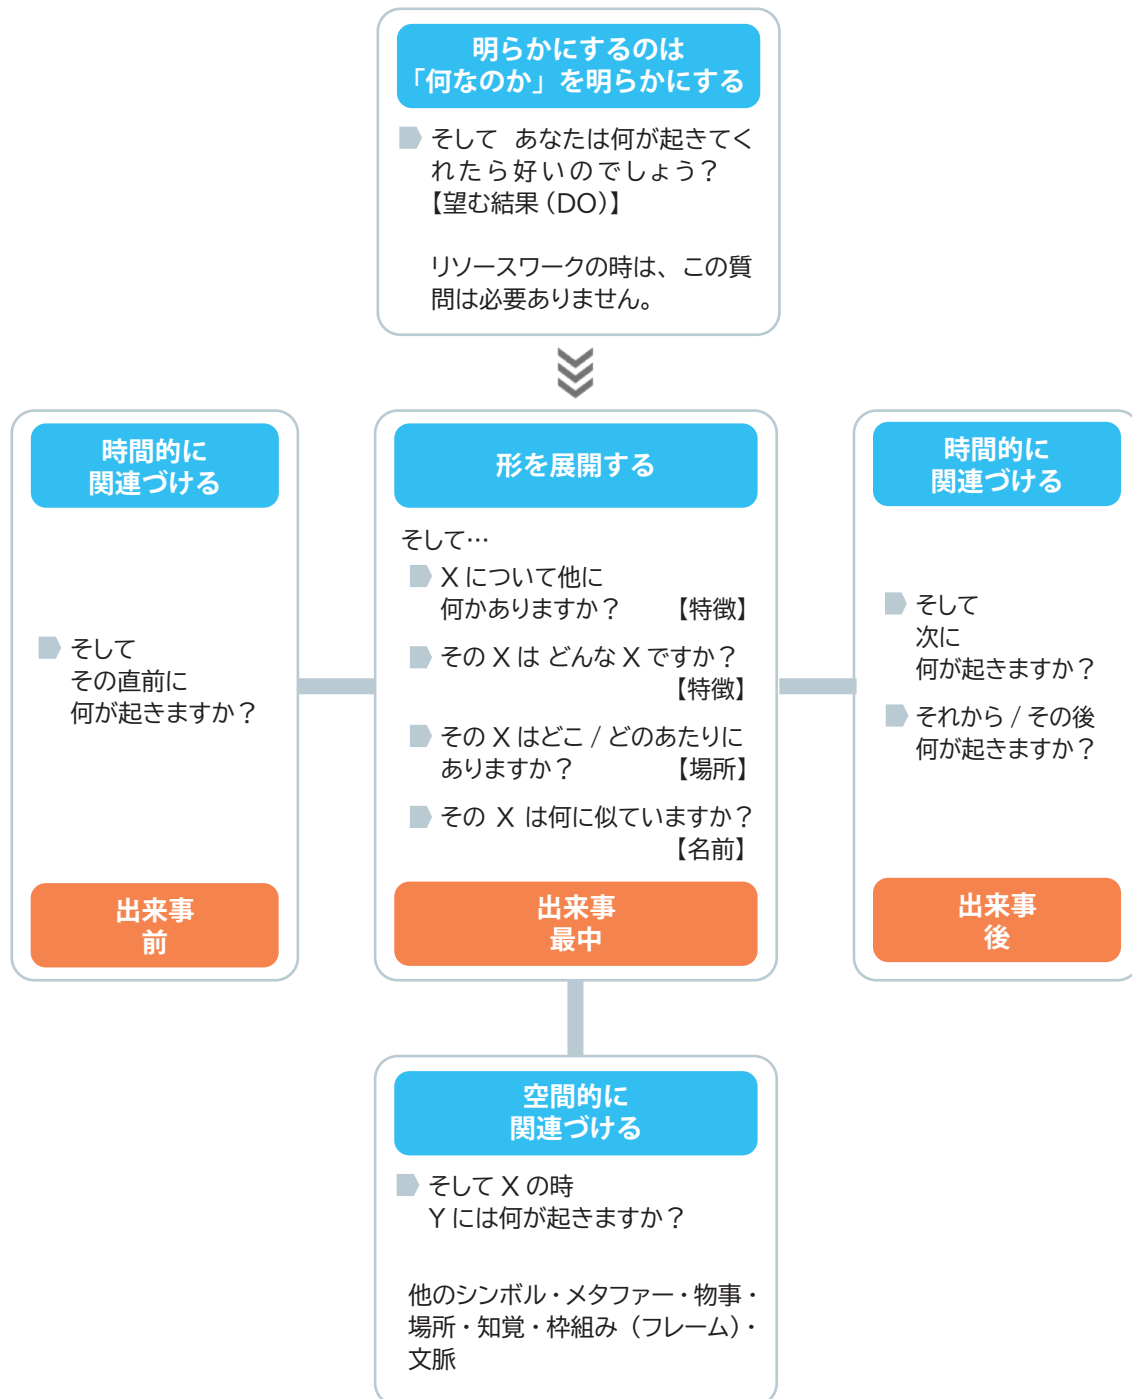 明らかにするのは
「何なのか」を明らかにする
そして あなたは何が起きてく
れたら好いのでしょう？
【望む結果（DO）】
リソースワークの時は、この質
問は必要ありません。
時間的に
関連づける
そして
その直前に
何が起きますか？
出来事
前
形を展開する
そして…
X について他に
何かありますか？ 【特徴】
その X は どんな X ですか？
【特徴】
その X はどこ / どのあたりに
ありますか？ 【場所】
その X は何に似ていますか？
【名前】
出来事
最中
時間的に
関連づける
そして
次に
何が起きますか？
それから / その後
何が起きますか？
出来事
後
空間的に
関連づける
そして X の時
Y には何が起きますか？
他のシンボル・メタファー・物事・
場所・知覚・枠組み（フレーム）・
文脈